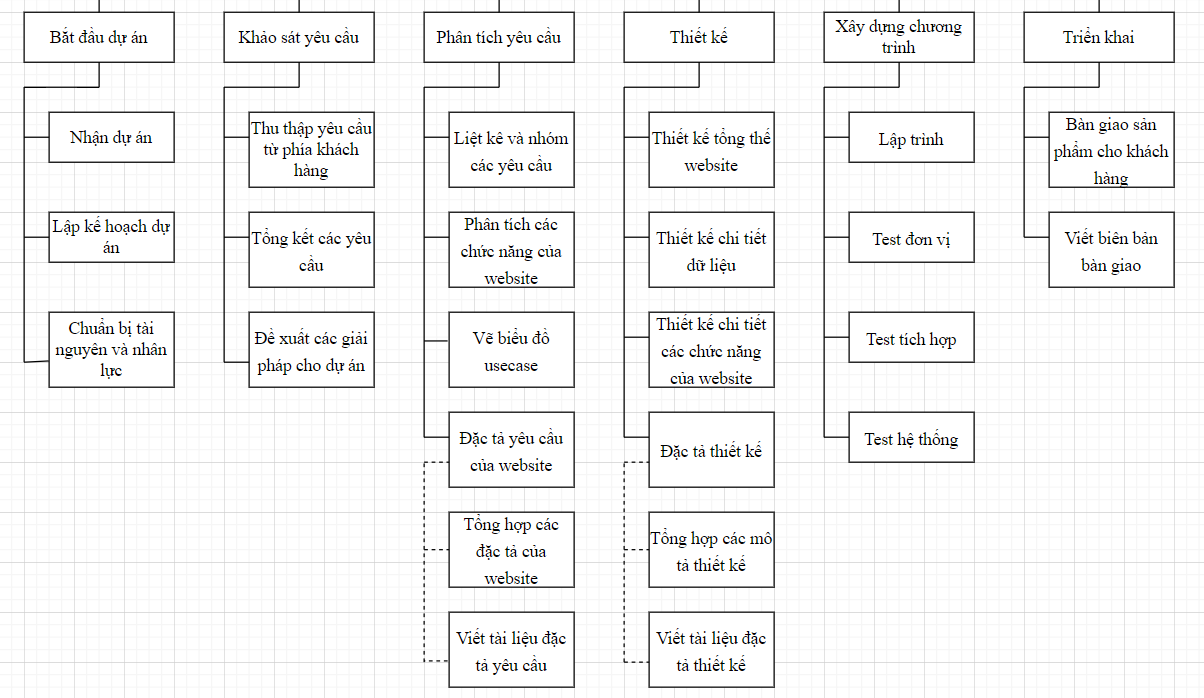 Bắt đầu dự án
Nhận dự án
Lập kế hoạch dự
án
Chuẩn bị tài
nguyên và nhân
lực
Khảo sát yêu cầu
Thu thập yêu cầu
từ phía khách
hàng
Tổng kết các yêu
cầu
Đề xuất các giải
pháp cho dự án
Phân tích yêu cầu
Liệt kê và nhóm
các yêu cầu
Phân tích các
chức năng của
website
Vẽ biểu đồ
usecase
Đặc tả yêu cầu
của website
Tổng hợp các
đặc tả của
website
Viết tài liệu đặc
tả yêu cầu
Thiết kế
Thiết kế tổng thể
website
Thiết kế chi tiết
dữ liệu
Thiết kế chi tiết
các chức năng
của website
Đặc tả thiết kế
Tổng hợp các mô
tả thiết kế
Viết tài liệu đặc
tả thiết kế
Xây dựng chương
trình
Lập trình
Test đơn vị
Test tích hợp
Test hệ thống
Triển khai
Bàn giao sản
phẩm cho khách
hàng
Viết biên bản
bàn giao